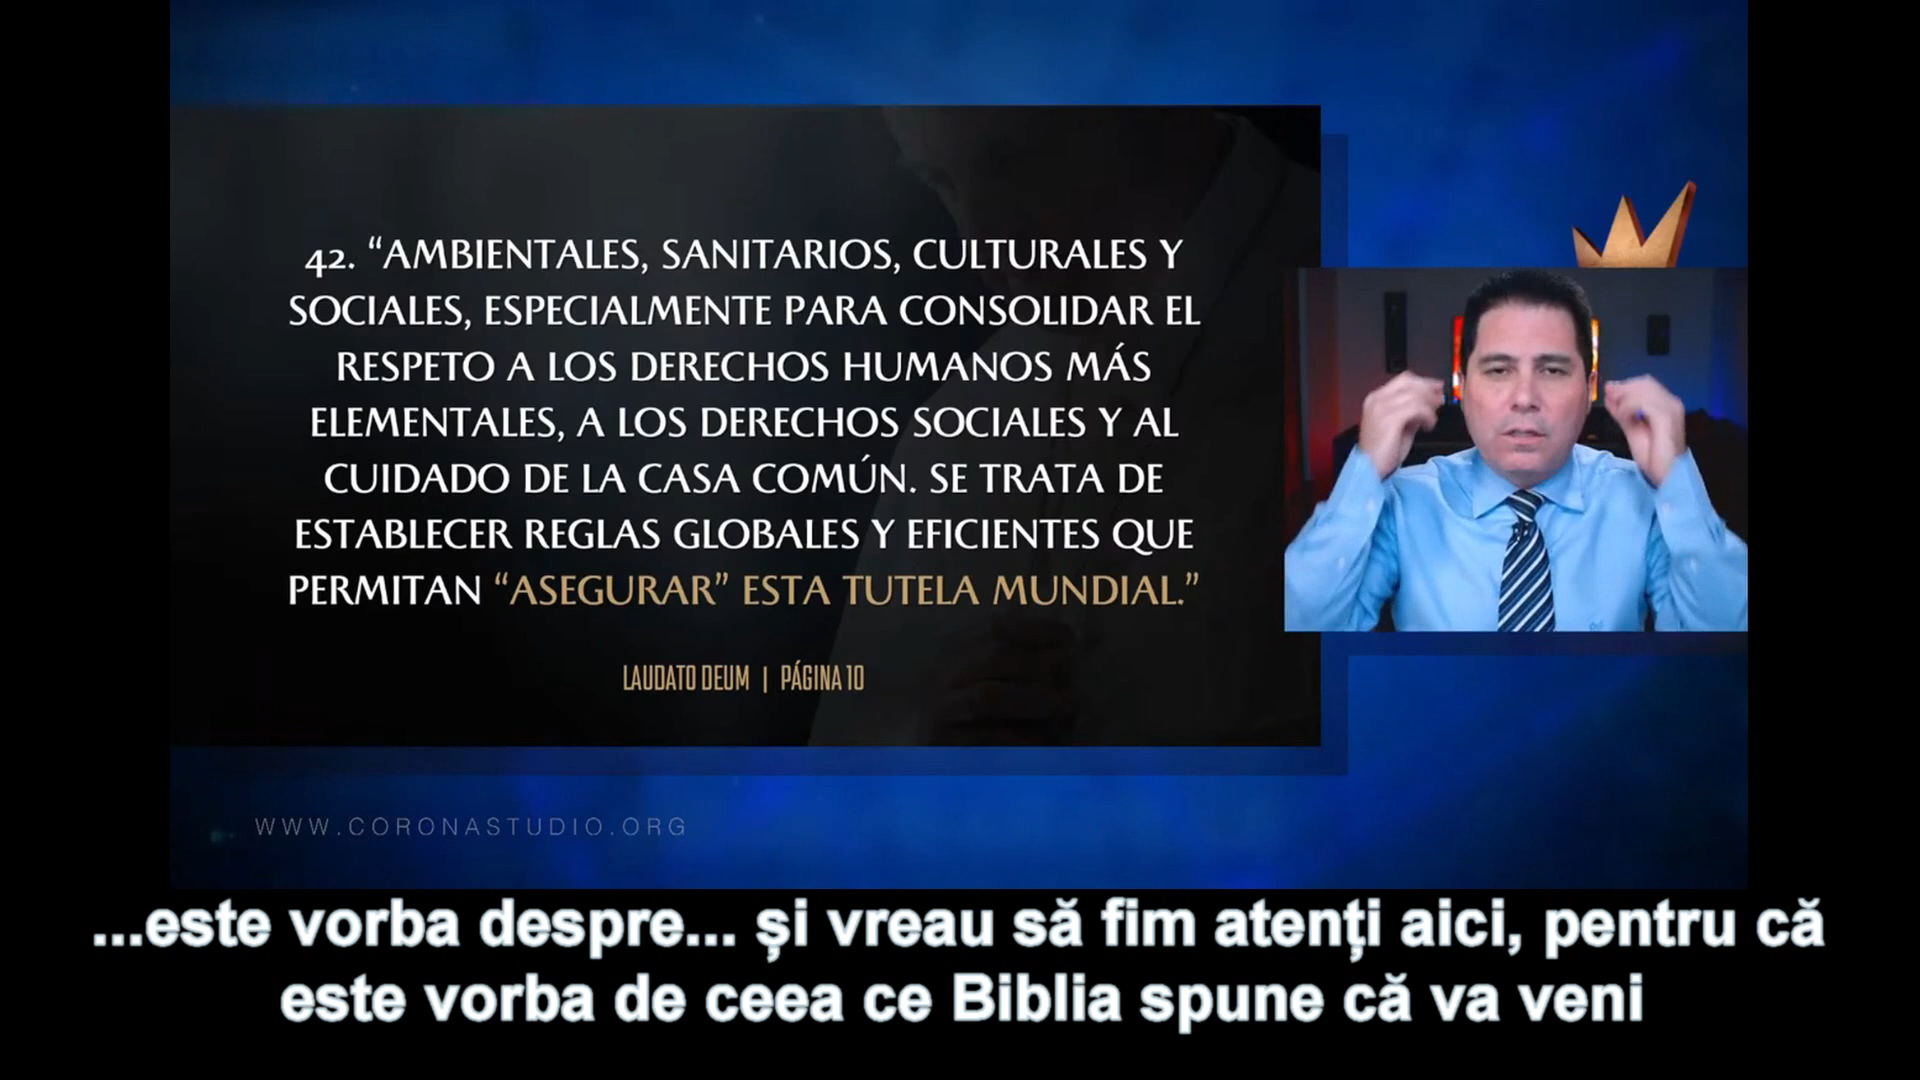 42. “AMBIENTALES, SANITARIOS, CULTURALES Y
SOCIALES, ESPECIALMENTE PARA CONSOLIDAR EL
RESPETO A LOS DERECHOS HUMANOS MÁS
ELEMENTALES, A LOS DERECHOS SOCIALES Y AL
CUIDADO DE LA CASA COMÚN. SE TRATA DE
ESTABLECER REGLAS GLOBALES Y EFICIENTES QUE
PERMITAN “ASEGURAR” ESTA TUTELA MUNDIAL.”
LAUDATO DEUM | PÁGINA 10
WWW.CORONASTUDIO.ORG
...este vorba despre... și vreau să fim atenți aici, pentru că
este vorba de ceea ce Biblia spune că va veni